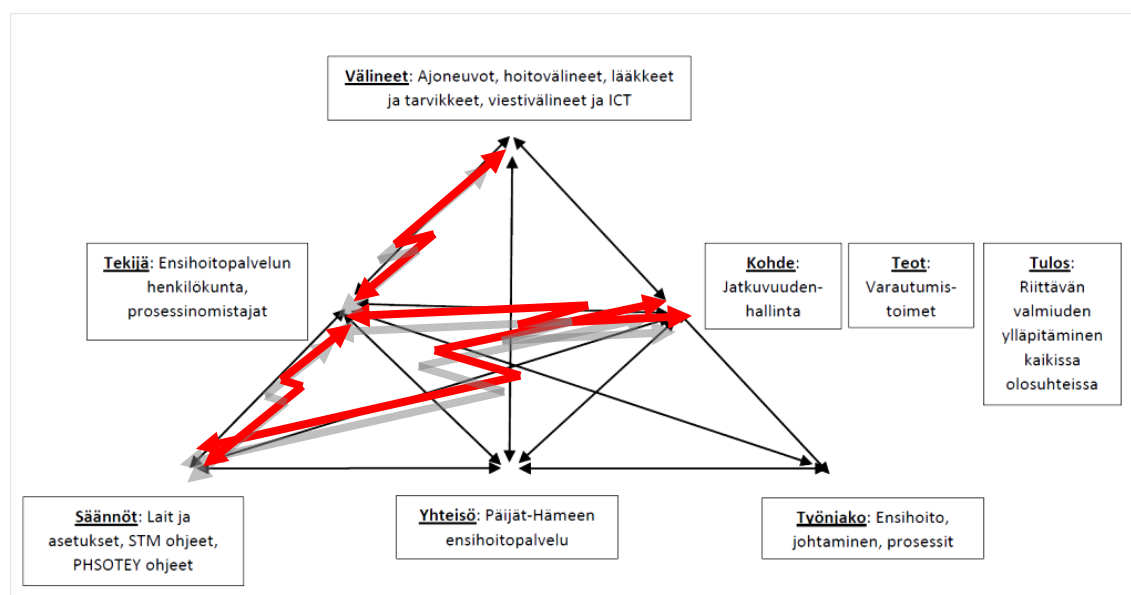 Välineet: Ajoneuvot, hoitovälineet, lääkkeet
ja tarvikkeet, viestivälineet ja ICT
Tekijä: Ensihoitopalvelun
henkilökunta,
prosessinomistajat
Kohde:
Jatkuvuuden-
hallinta
Teot:
Varautumis-
toimet
Tulos:
Riittävän
valmiuden
ylläpitäminen
kaikissa
olosuhteissa
Säännöt: Lait ja
asetukset, STM ohjeet,
PHSOTEY ohjeet
Yhteisö: Päijät-Hämeen
ensihoitopalvelu
Työnjako: Ensihoito,
johtaminen, prosessit